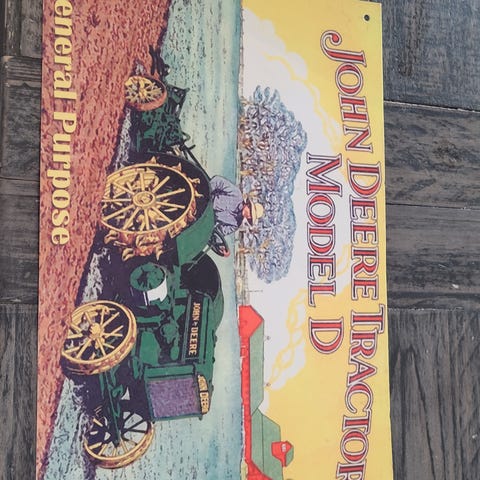 JOHN DEERE TRACTOR
MODEL D
JOHN DEERE
General Purpose